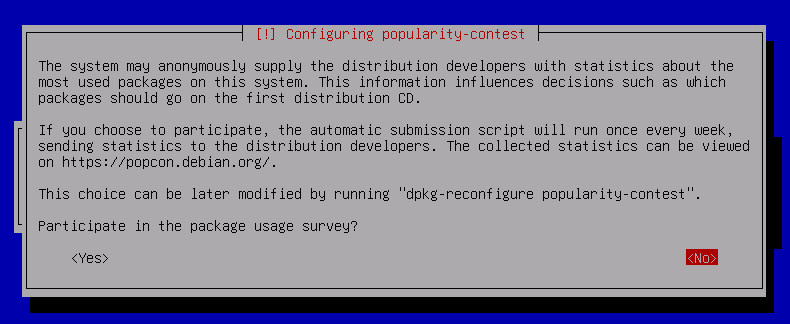 [!] Configuring popularity-contest
The system may anonymously supply the distribution developers with statistics about the
most used packages on this system. This information influences decisions such as which
packages should go on the first distribution CD.
If you choose to participate, the automatic submission script will run once every week,
sending statistics to the distribution developers. The collected statistics can be viewed
on https://popcon.debian.org/.
This choice can be later modified by running "dpkg-reconfigure popularity-contest".
Participate in the package usage survey?
<Yes> <No>